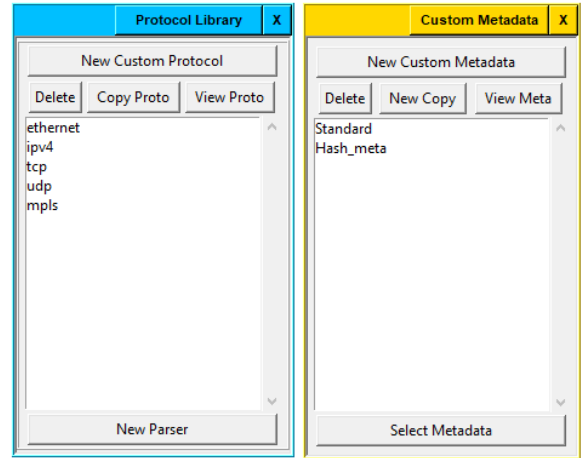 Protocol Library X
New Custom Protocol
Delete Copy Proto View Proto
ethernet
ipv4
tcp
udp
mpls
New Parser
Custom Metadata X
New Custom Metadata
Delete New Copy View Meta
Standard
Hash_meta
Select Metadata